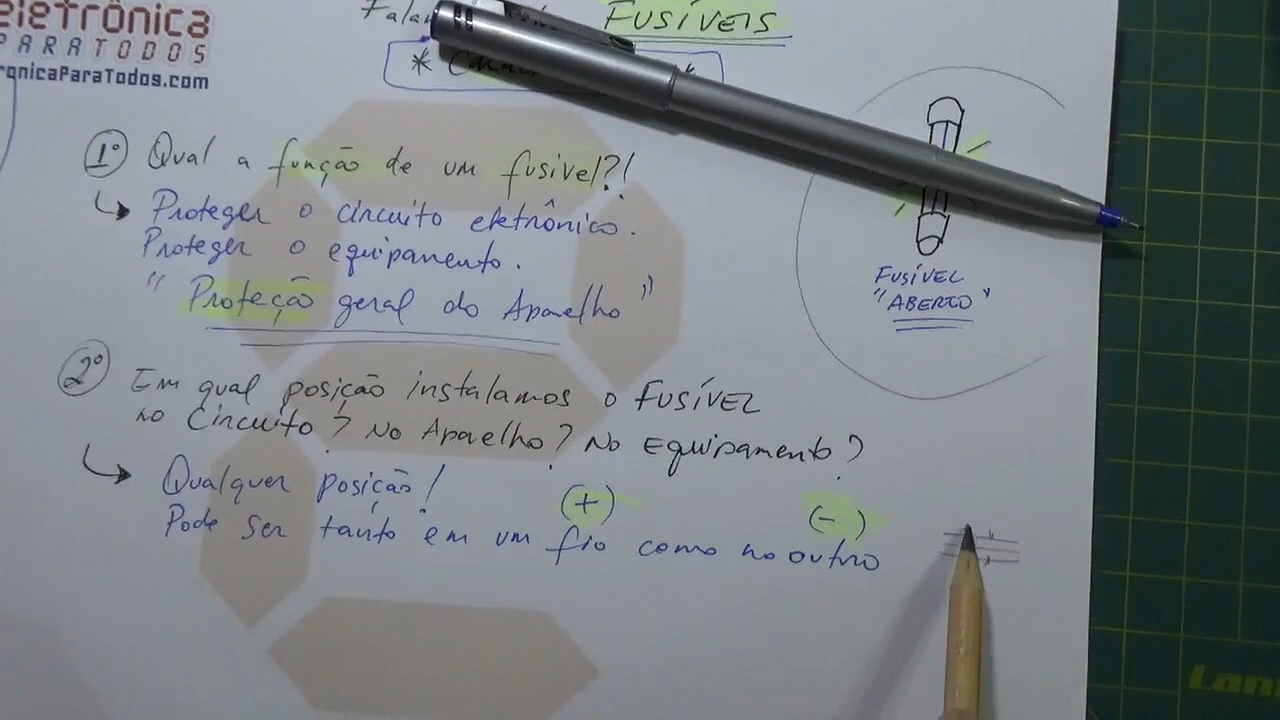 eletrônica
PARATODOS
ronicaParaTodos.com
FUSÍVEIS
*
1º Qual a função de um fusivel?!
Proteger o circuito eletrônico.
Proteger o equipamento.
"Proteção geral do Aparelho"
FUSÍVEL
"ABERTO"
2º Em qual posição instalamos o FUSÍVEL
no Circuito? No Aparelho? No Equipamento?
Qualquer posição!
(+) (-)
Pode ser tanto em um fio como no outro